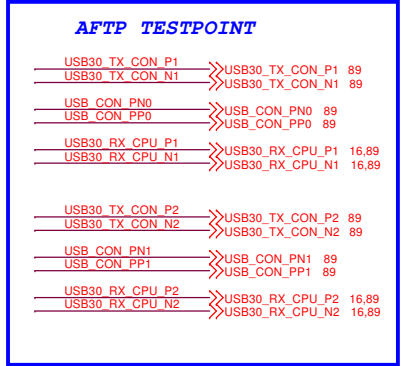 AFTP TESTPOINT
USB30_TX_CON_P1 USB30_TX_CON_P1 89
USB30_TX_CON_N1 USB30_TX_CON_N1 89
USB_CON_PN0 USB_CON_PN0 89
USB_CON_PP0 USB_CON_PP0 89
USB30_RX_CPU_P1 USB30_RX_CPU_P1 16,89
USB30_RX_CPU_N1 USB30_RX_CPU_N1 16,89
USB30_TX_CON_P2 USB30_TX_CON_P2 89
USB30_TX_CON_N2 USB30_TX_CON_N2 89
USB_CON_PN1 USB_CON_PN1 89
USB_CON_PP1 USB_CON_PP1 89
USB30_RX_CPU_P2 USB30_RX_CPU_P2 16,89
USB30_RX_CPU_N2 USB30_RX_CPU_N2 16,89